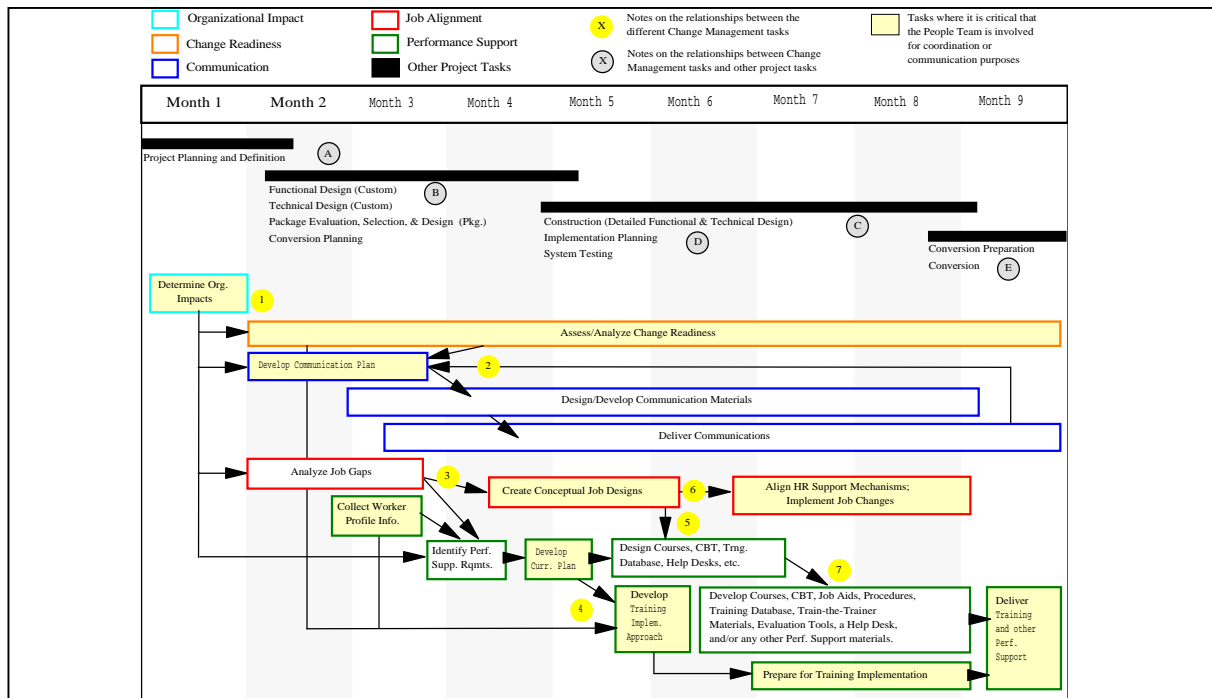 Organizational Impact
Change Readiness
Communication
Job Alignment
Performance Support
Other Project Tasks
X
Notes on the relationships between the
different Change Management tasks
X
Notes on the relationships between Change
Management tasks and other project tasks
Tasks where it is critical that
the People Team is involved
for coordination or
communication purposes
Month 1
Month 2
Month 3
Month 4
Month 5
Month 6
Month 7
Month 8
Month 9
Project Planning and Definition
A
Functional Design (Custom)
Technical Design (Custom)
Package Evaluation, Selection, & Design (Pkg.)
Conversion Planning
B
Construction (Detailed Functional & Technical Design)
Implementation Planning
System Testing
C
D
Conversion Preparation
Conversion
E
Determine Org.
Impacts
1
Assess/Analyze Change Readiness
Develop Communication Plan
2
Design/Develop Communication Materials
Deliver Communications
Analyze Job Gaps
3
Create Conceptual Job Designs
6
Align HR Support Mechanisms;
Implement Job Changes
Collect Worker
Profile Info.
5
Identify Perf.
Supp. Rqmts.
Develop
Curr. Plan
Design Courses, CBT, Trng.
Database, Help Desks, etc.
7
4
Develop
Training
Implem.
Approach
Develop Courses, CBT, Job Aids, Procedures,
Training Database, Train-the-Trainer
Materials, Evaluation Tools, a Help Desk,
and/or any other Perf. Support materials.
Deliver
Training
and other
Perf.
Support
Prepare for Training Implementation